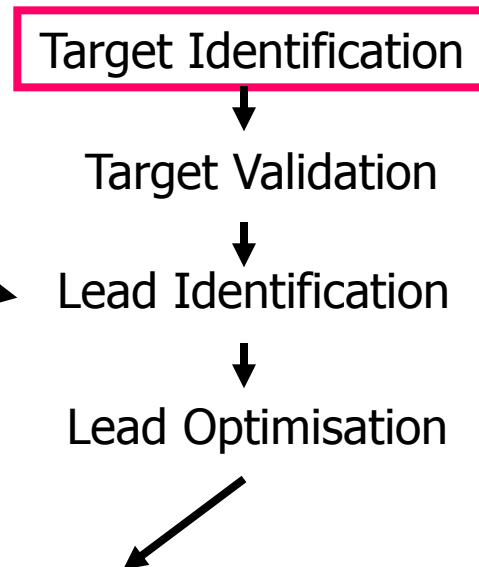 Target Identification
Target Validation
Lead Identification
Lead Optimisation